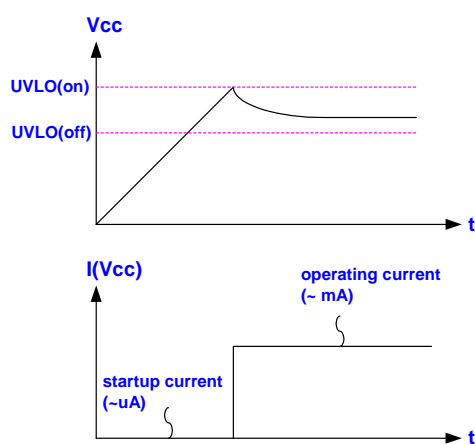 Vcc
UVLO(on)
UVLO(off)
t
I(Vcc)
operating current
(~ mA)
startup current
(~uA)
t